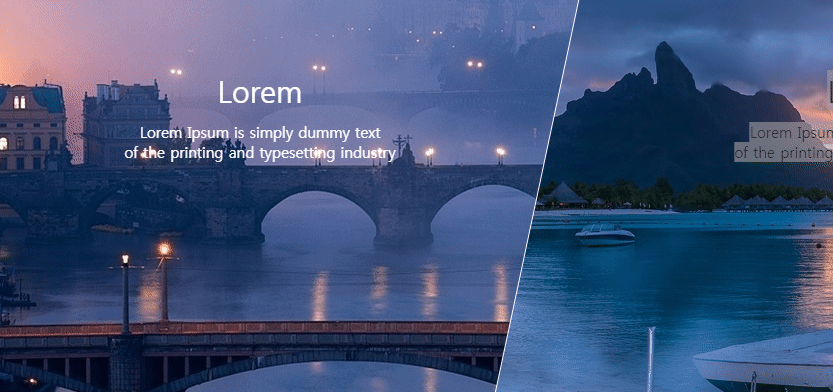 Lorem
Lorem Ipsum is simply dummy text
of the printing and typesetting industry
Lorem Ipsum
of the printing